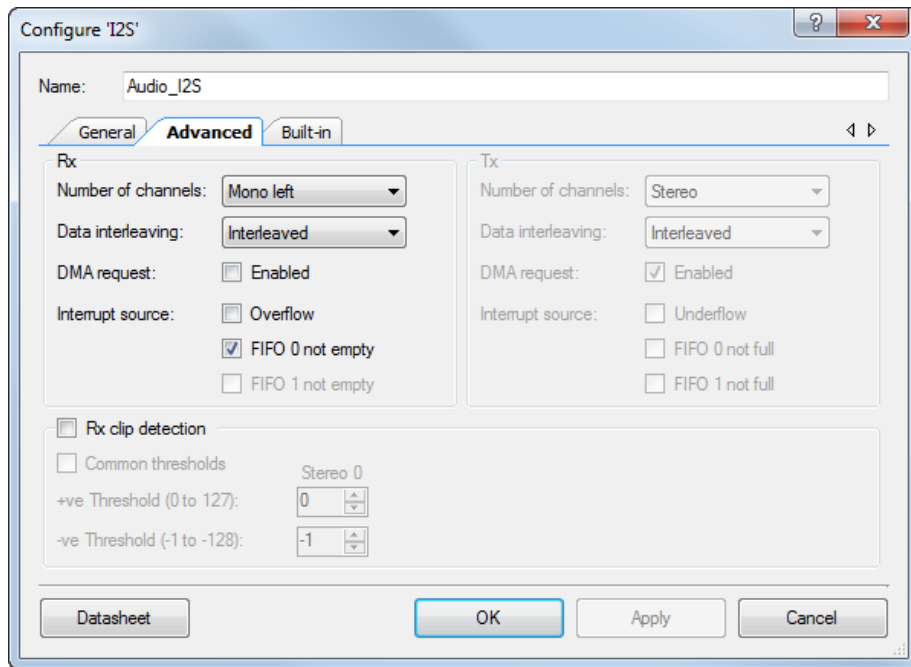 Configure 'I2S'
Name: Audio_I2S
General Advanced Built-in
Rx
Number of channels: Mono left
Data interleaving: Interleaved
DMA request: Enabled
Interrupt source: Overflow
FIFO 0 not empty
FIFO 1 not empty
Tx
Number of channels: Stereo
Data interleaving: Interleaved
DMA request: Enabled
Interrupt source: Underflow
FIFO 0 not full
FIFO 1 not full
Rx clip detection
Common thresholds
Stereo 0
+ve Threshold (0 to 127): 0
-ve Threshold (-1 to -128): -1
Datasheet OK Apply Cancel